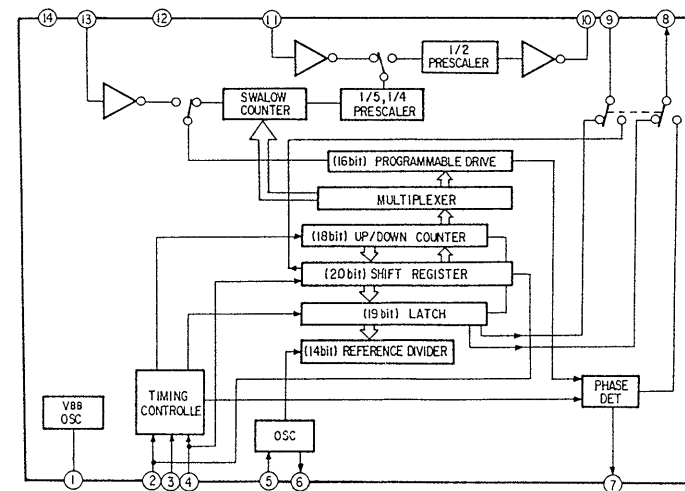 14 13 12 11 10 9 8
1/2
PRESCALER
SWALOW
COUNTER
1/5, 1/4
PRESCALER
(16bit) PROGRAMMABLE DRIVE
MULTIPLEXER
(18bit) UP/DOWN COUNTER
(20bit) SHIFT REGISTER
(19bit) LATCH
(14bit) REFERENCE DIVIDER
TIMING
CONTROLLE
PHASE
DET
VBB
OSC
OSC
1 2 3 4 5 6 7